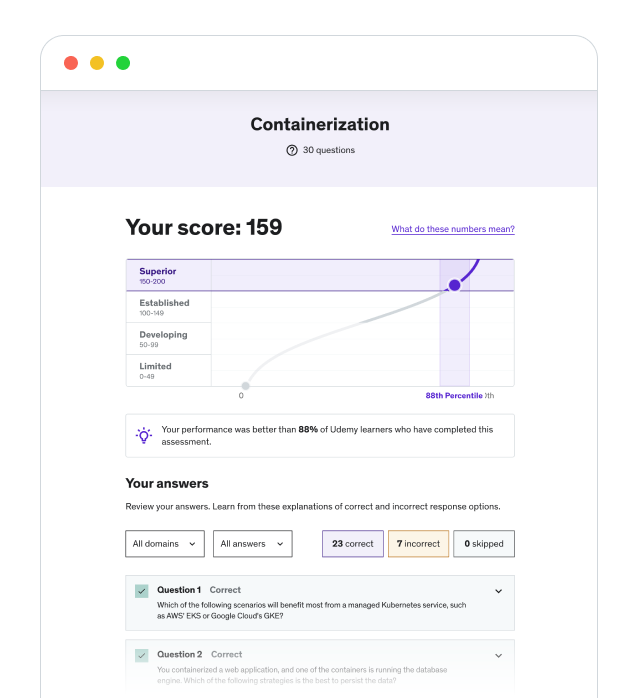 Containerization
30 questions
Your score: 159
What do these numbers mean?
Superior
150-200
Established
100-149
Developing
50-99
Limited
0-49
0
88th Percentile
Your performance was better than 88% of Udemy learners who have completed this
assessment.
Your answers
Review your answers. Learn from these explanations of correct and incorrect response options.
All domains
All answers
23 correct
7 incorrect
0 skipped
Question 1 Correct
Which of the following scenarios will benefit most from a managed Kubernetes service, such
as AWS' EKS or Google Cloud's GKE?
Question 2 Correct
You containerized a web application, and one of the containers is running the database
engine. Which of the following strategies is the best to persist the data?